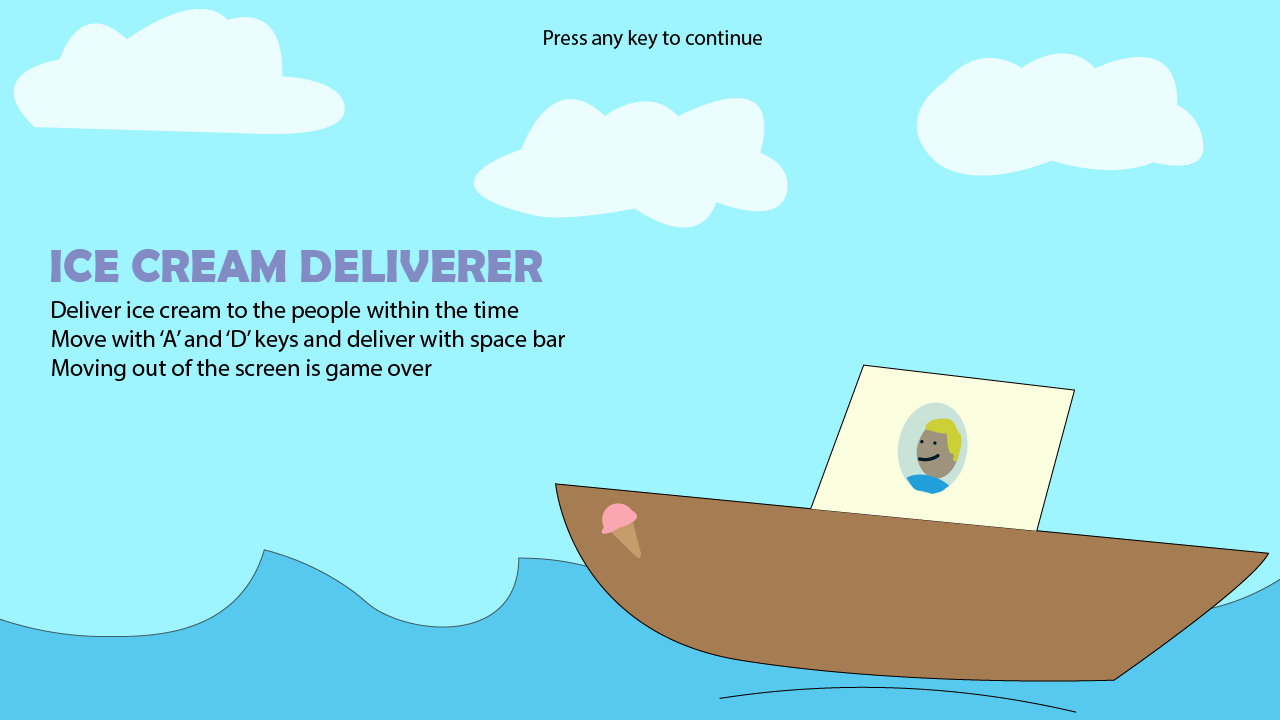 Press any key to continue
ICE CREAM DELIVERER
Deliver ice cream to the people within the time
Move with ‘A’ and ‘D’ keys and deliver with space bar
Moving out of the screen is game over